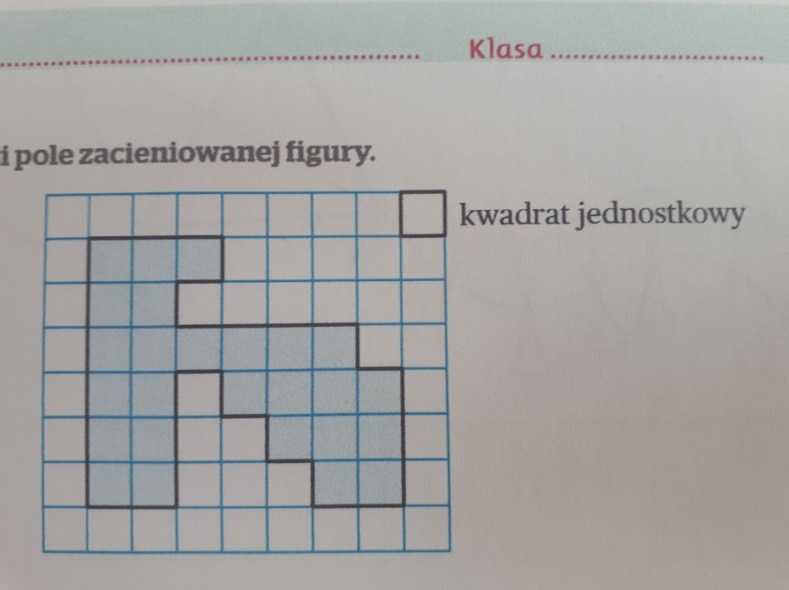 Klasa
i pole zacieniowanej figury.
kwadrat jednostkowy